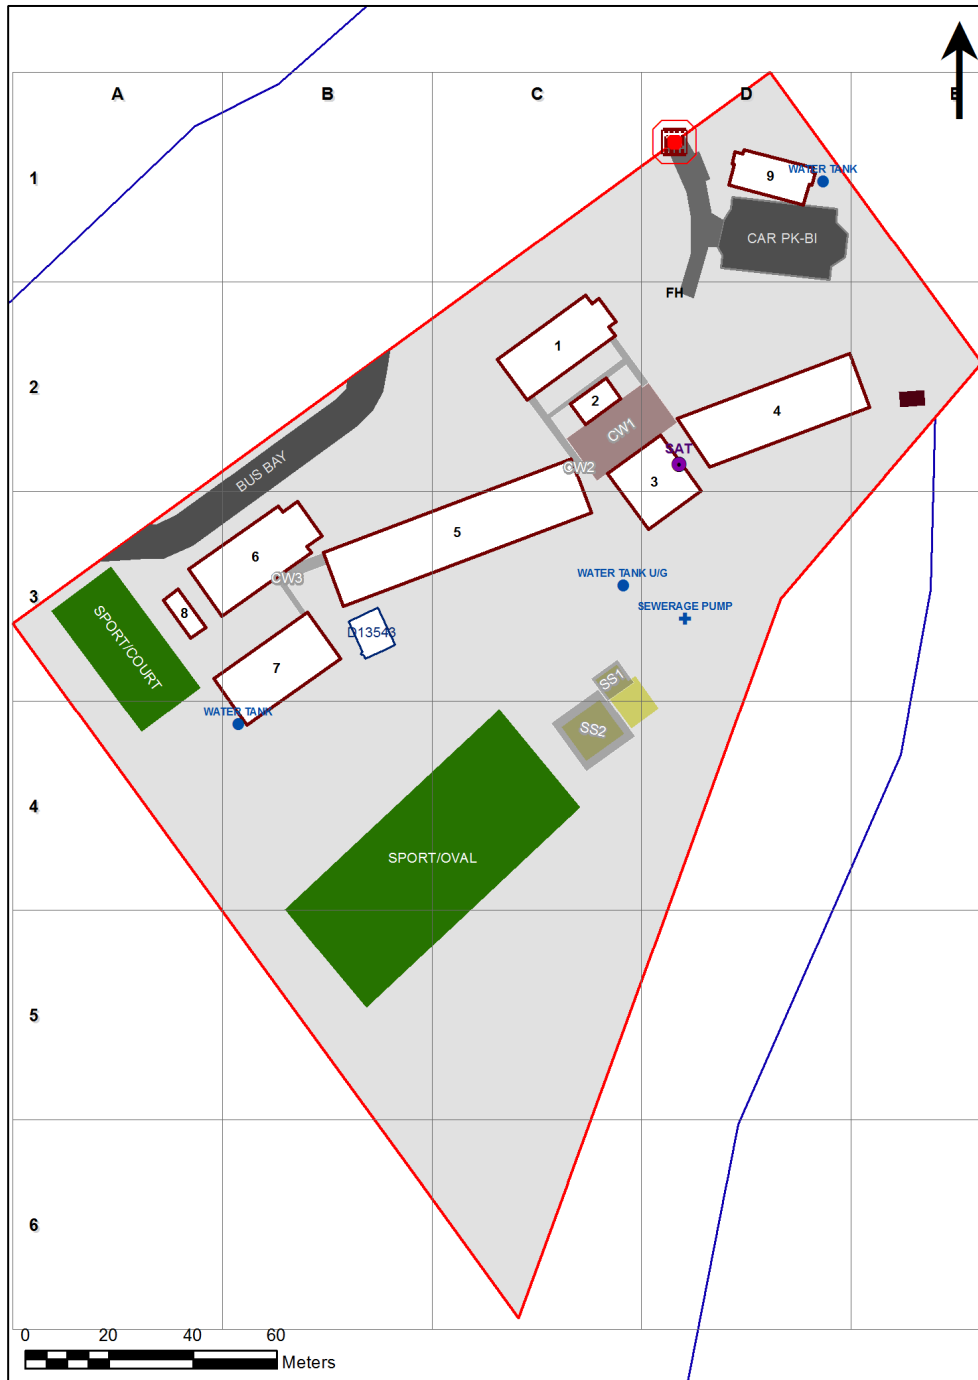 A B C D E
1
9
WATER TANK
CAR PK-BI
FH
1
2
2
4
CW1
SAT
BUS BAY
CW2
3
5
6
CW3
3
WATER TANK U/G
SEWERAGE PUMP
8
D13543
SPORT/COURT
7
SS1
WATER TANK
SS2
4
SPORT/OVAL
5
6
0 20 40 60
Meters